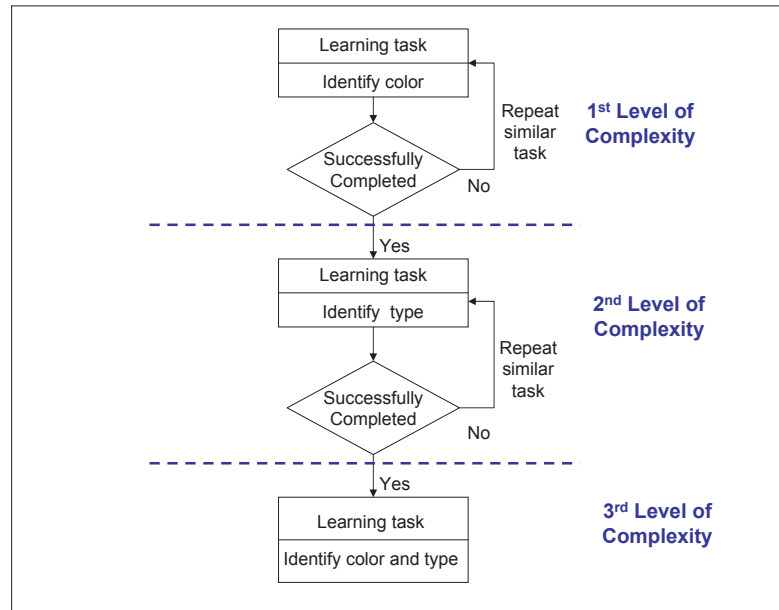 Learning task
Identify color
Repeat
similar
task
1st Level of
Complexity
Successfully
Completed
No
Yes
Learning task
Identify type
2nd Level of
Complexity
Repeat
similar
task
Successfully
Completed
No
Yes
Learning task
Identify color and type
3rd Level of
Complexity